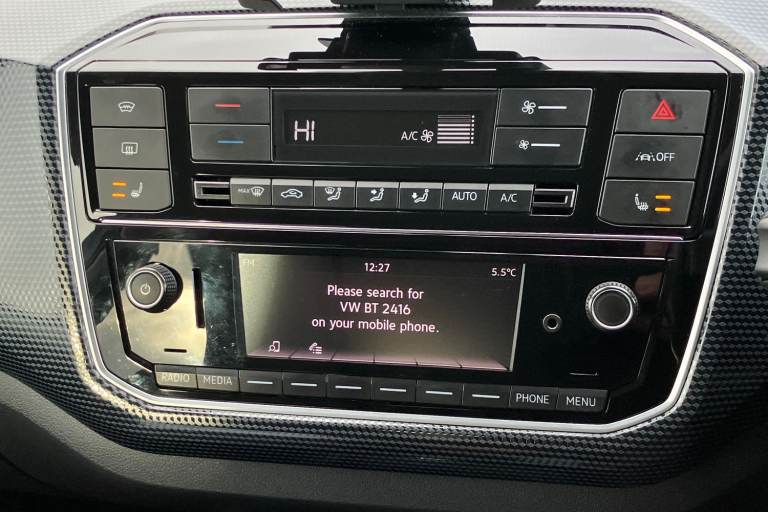 HI
A/C
OFF
MAX
AUTO
A/C
FM
12:27
5.5°C
Please search for
VW BT 2416
on your mobile phone.
RADIO
MEDIA
PHONE
MENU